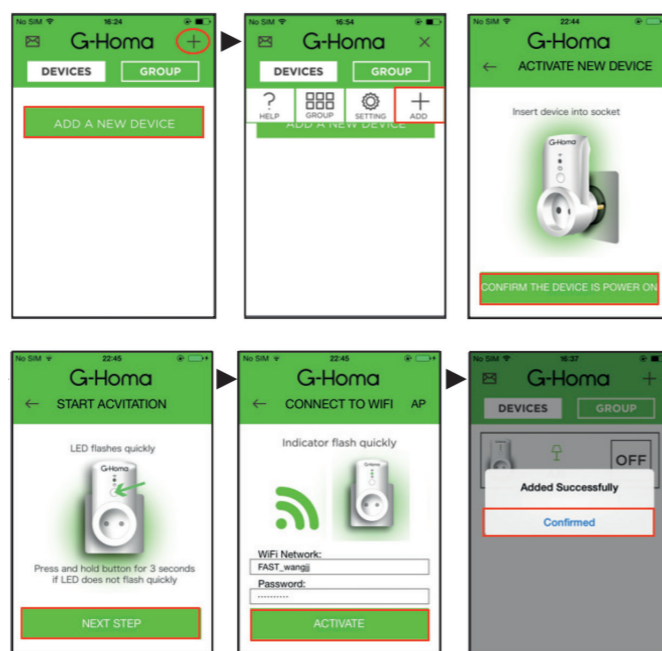 No SIM 16:24
G-Homa
DEVICES GROUP
ADD A NEW DEVICE
No SIM 16:54
G-Homa
DEVICES GROUP
HELP GROUP SETTING ADD
ADD A NEW DEVICE
No SIM 22:44
G-Homa
ACTIVATE NEW DEVICE
Insert device into socket
G-Homa
CONFIRM THE DEVICE IS POWER ON
No SIM 22:45
G-Homa
START ACVITATION
LED flashes quickly
G-Homa
Press and hold button for 3 seconds
if LED does not flash quickly
NEXT STEP
No SIM 22:45
G-Homa
CONNECT TO WIFI AP
Indicator flash quickly
G-Homa
WiFi Network:
FAST_wangjj
Password:
ACTIVATE
No SIM 16:37
G-Homa
DEVICES GROUP
OFF
Added Successfully
Confirmed